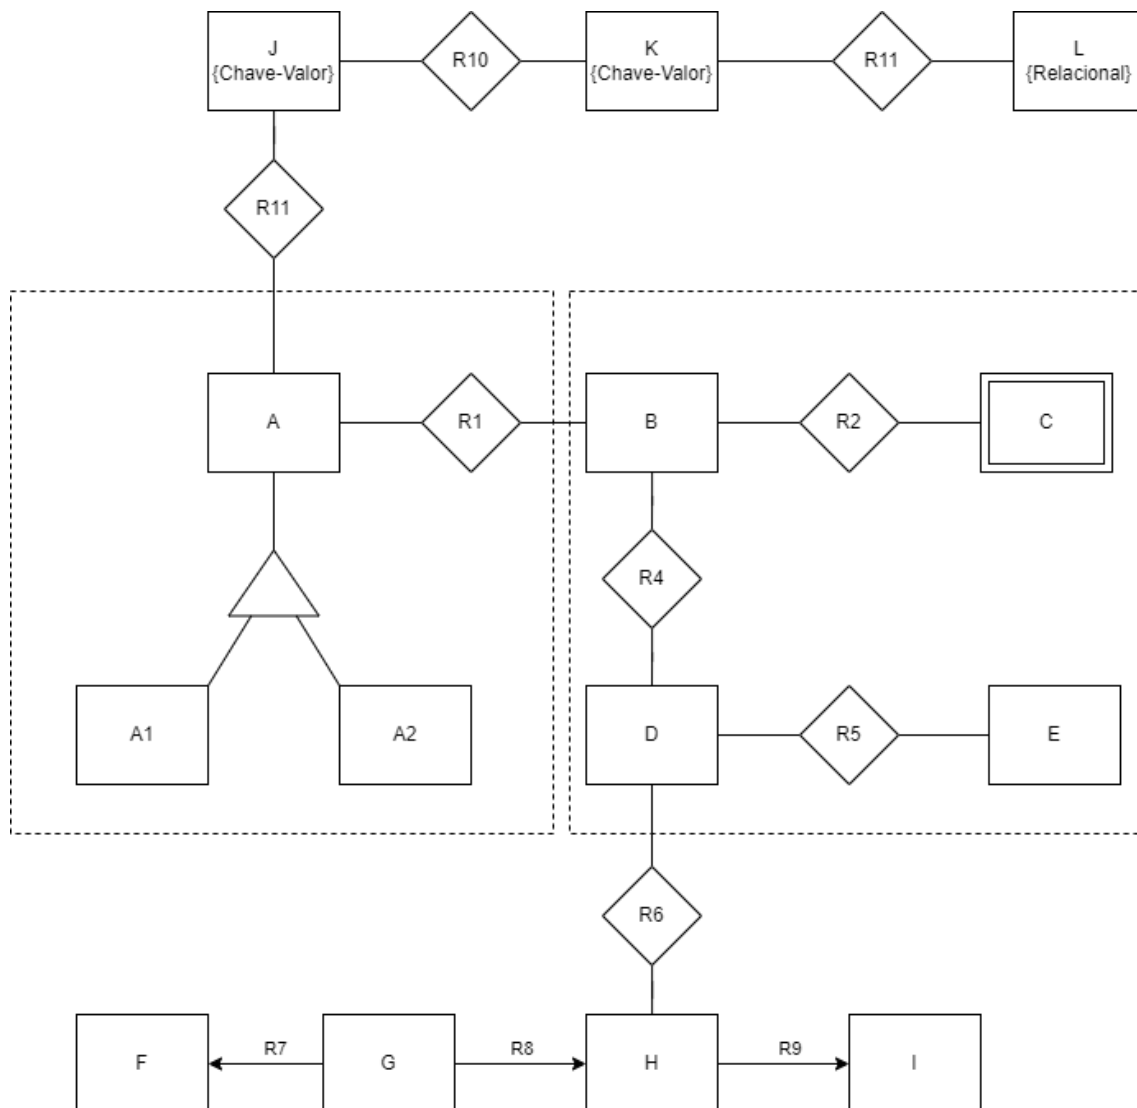 J
{Chave-Valor}
R10
K
{Chave-Valor}
R11
L
{Relacional}
R11
A
R1
B
R2
C
R4
A1
A2
D
R5
E
R6
F
R7
G
R8
H
R9
I